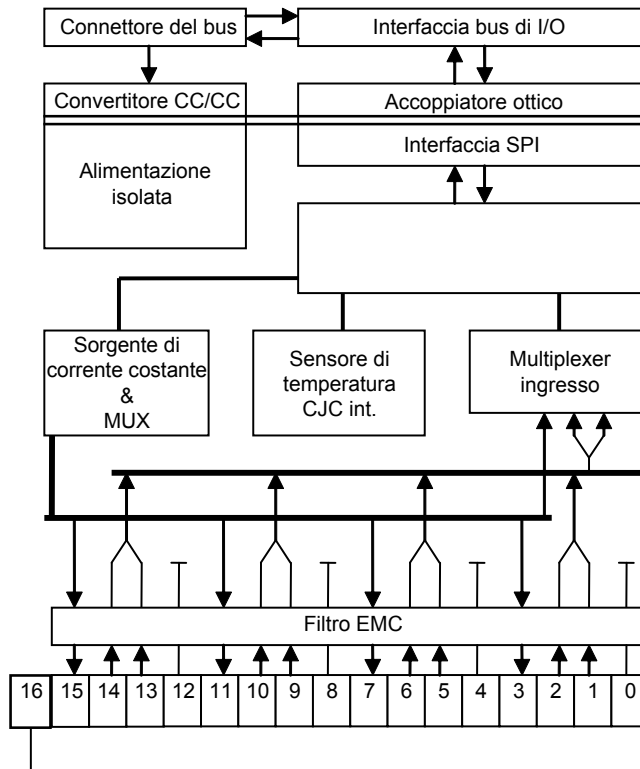 Connettore del bus
Interfaccia bus di I/O
Convertitore CC/CC
Accoppiatore ottico
Interfaccia SPI
Alimentazione
isolata
Sorgente di
corrente costante
&
MUX
Sensore di
temperatura
CJC int.
Multiplexer
ingresso
Filtro EMC
16 15 14 13 12 11 10 9 8 7 6 5 4 3 2 1 0